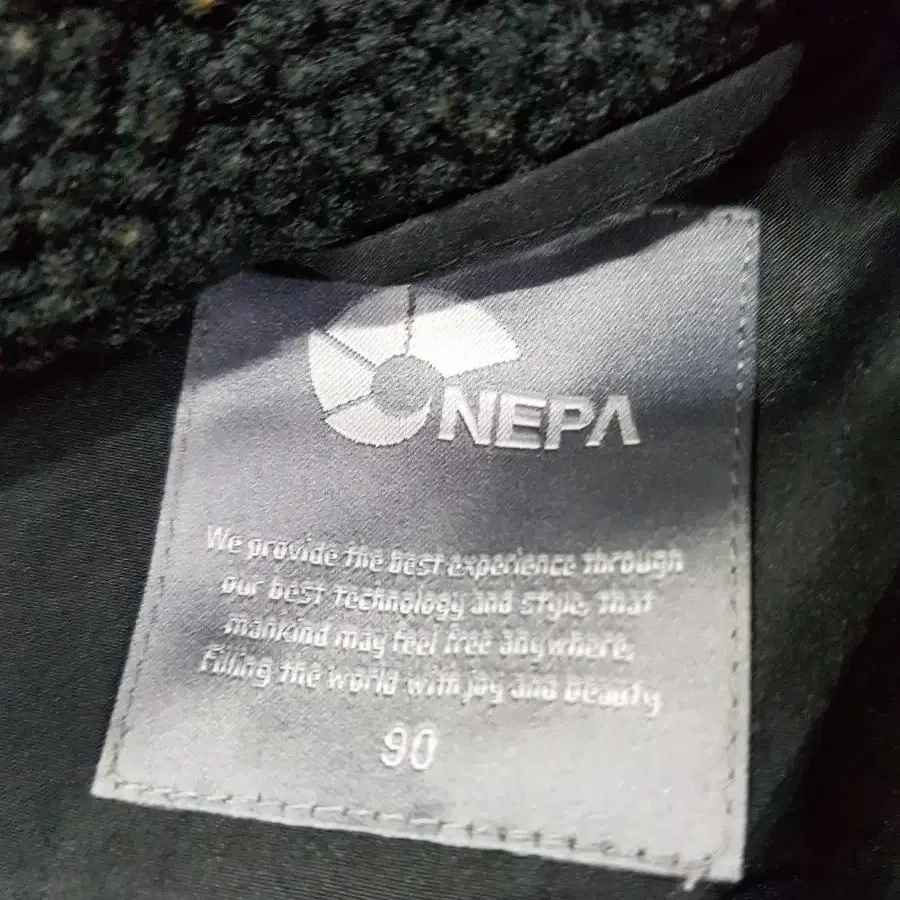 NEPA
We provide the best experience through
our best technology and style, that
mankind may feel free anywhere,
filling the world with joy and beauty
90